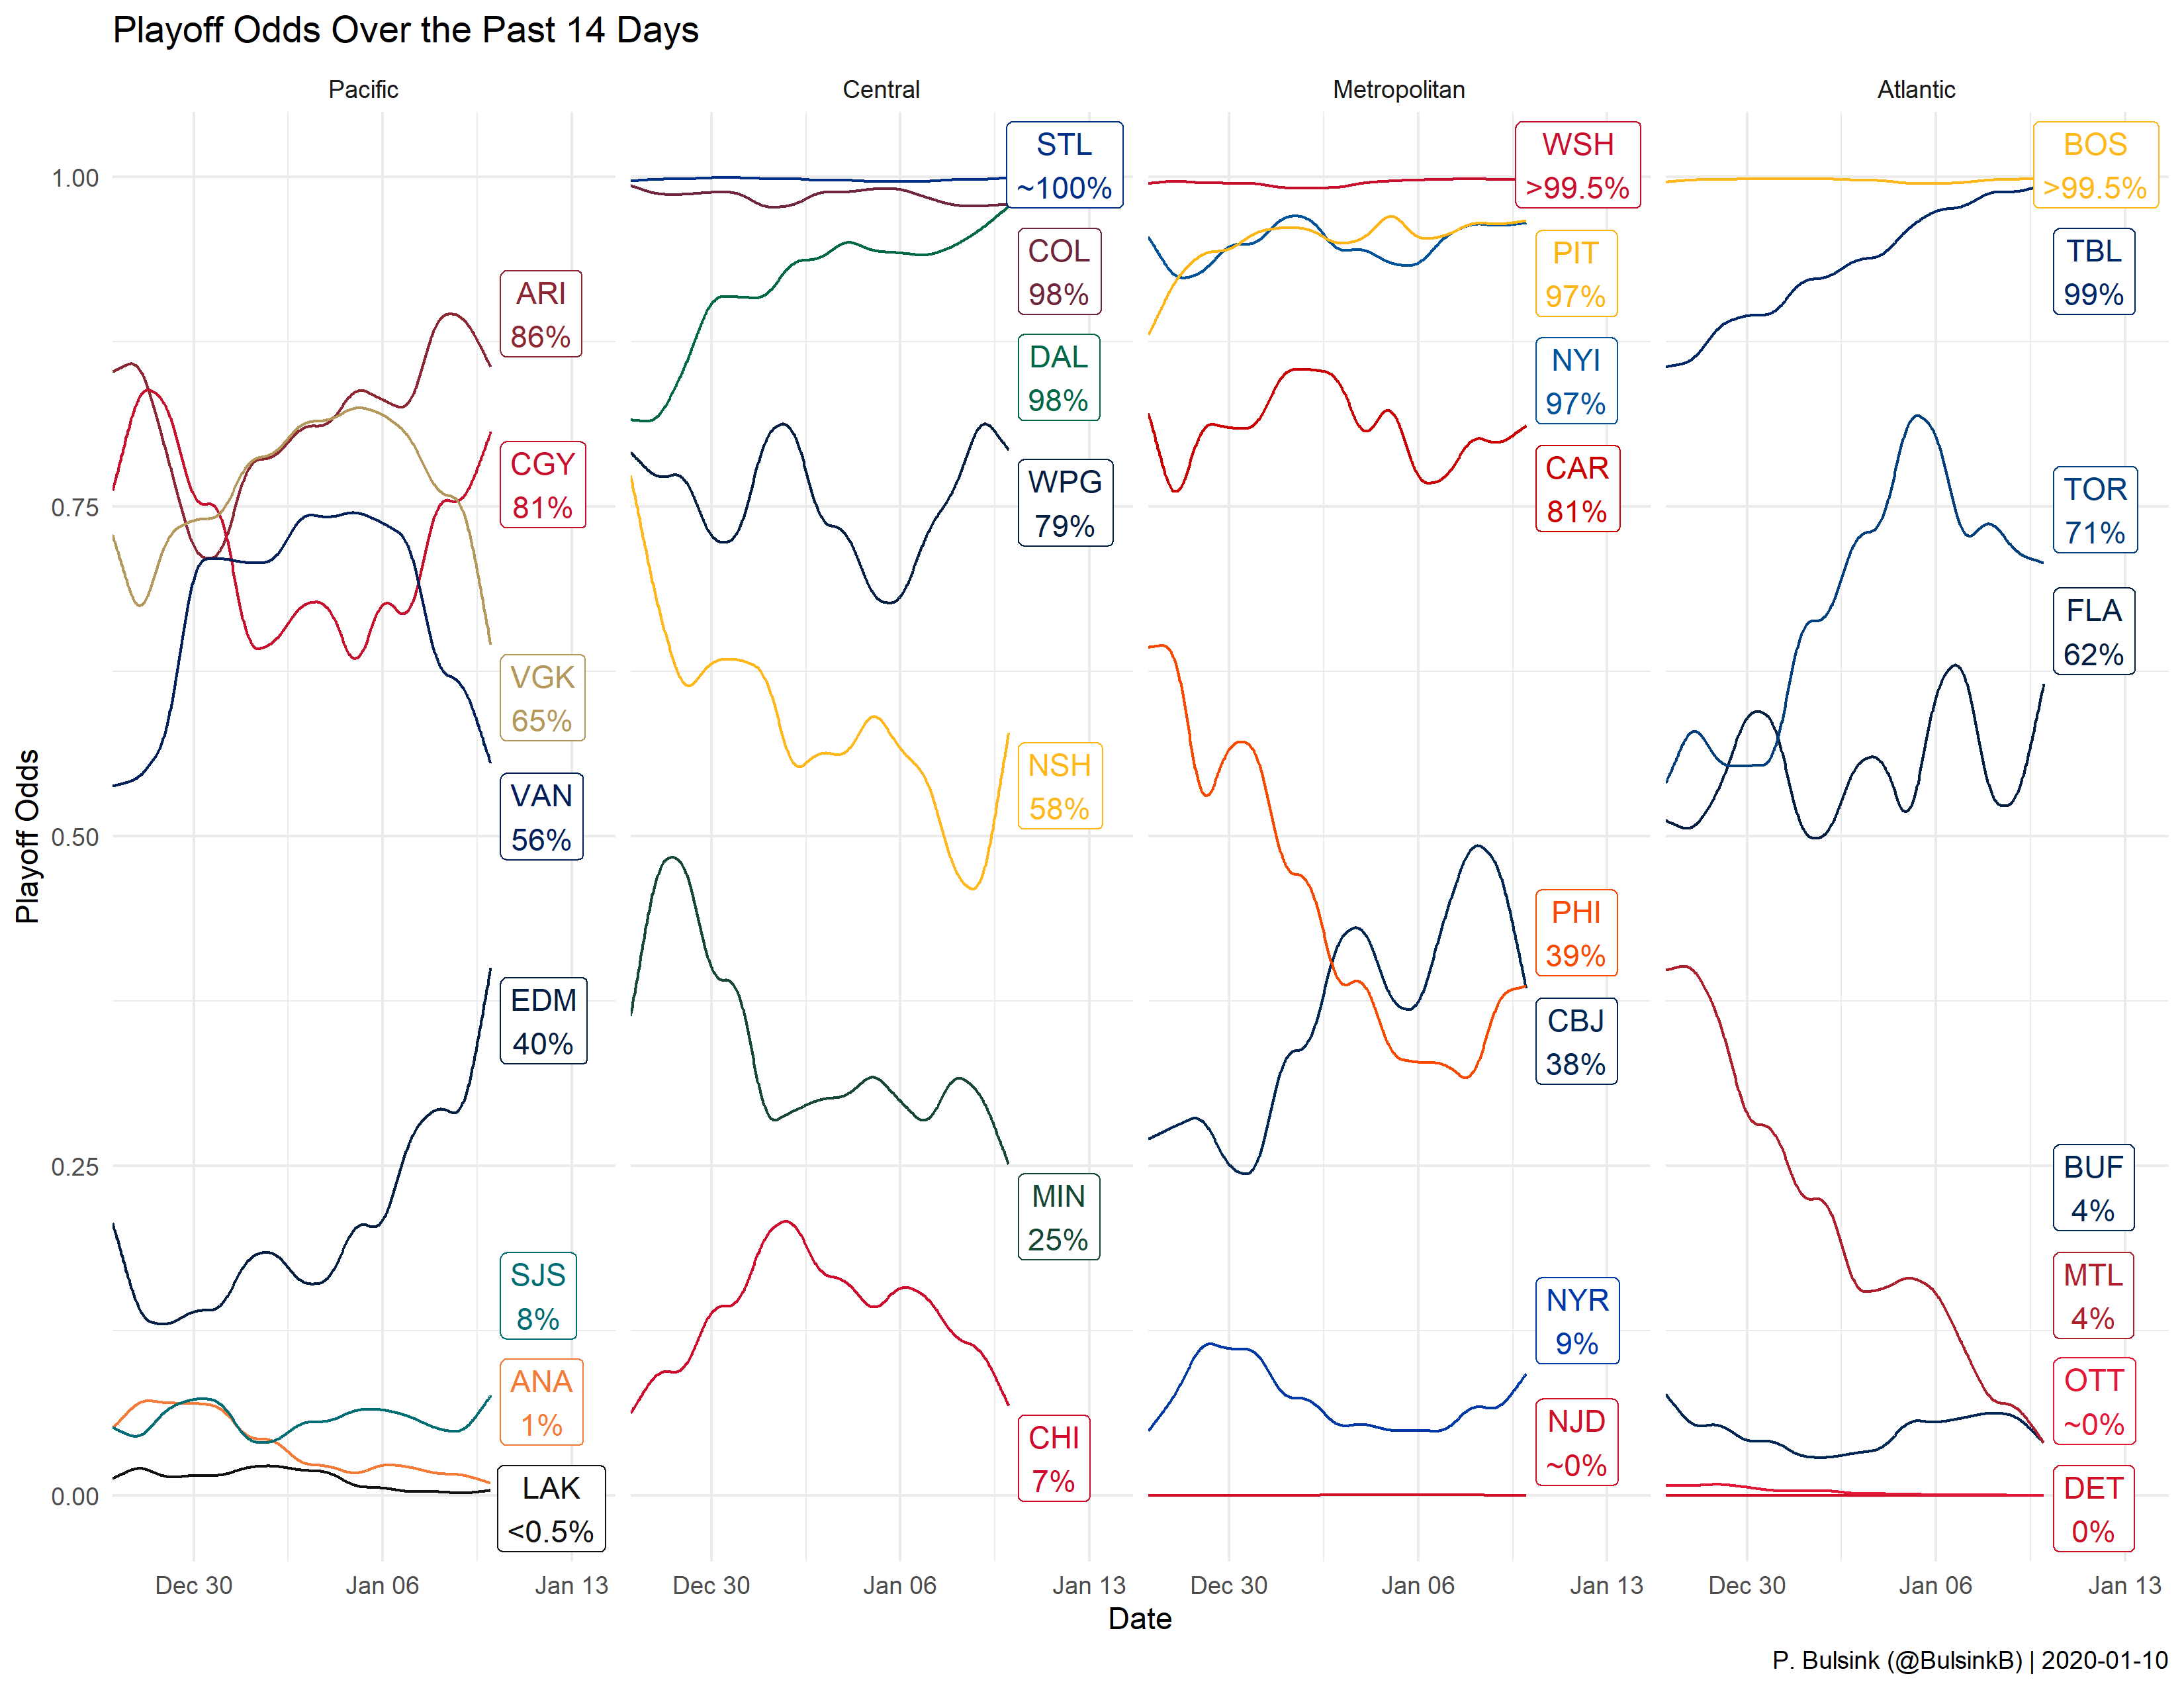 Playoff Odds Over the Past 14 Days
Pacific
Central
Metropolitan
Atlantic
Playoff Odds
1.00
0.75
0.50
0.25
0.00
ARI
86%
CGY
81%
VGK
65%
VAN
56%
EDM
40%
SJS
8%
ANA
1%
LAK
<0.5%
STL
~100%
COL
98%
DAL
98%
WPG
79%
NSH
58%
MIN
25%
CHI
7%
WSH
>99.5%
PIT
97%
NYI
97%
CAR
81%
PHI
39%
CBJ
38%
NYR
9%
NJD
~0%
BOS
>99.5%
TBL
99%
TOR
71%
FLA
62%
BUF
4%
MTL
4%
OTT
~0%
DET
0%
Dec 30 Jan 06 Jan 13
Dec 30 Jan 06 Jan 13
Dec 30 Jan 06 Jan 13
Dec 30 Jan 06 Jan 13
Date
P. Bulsink (@BulsinkB) | 2020-01-10